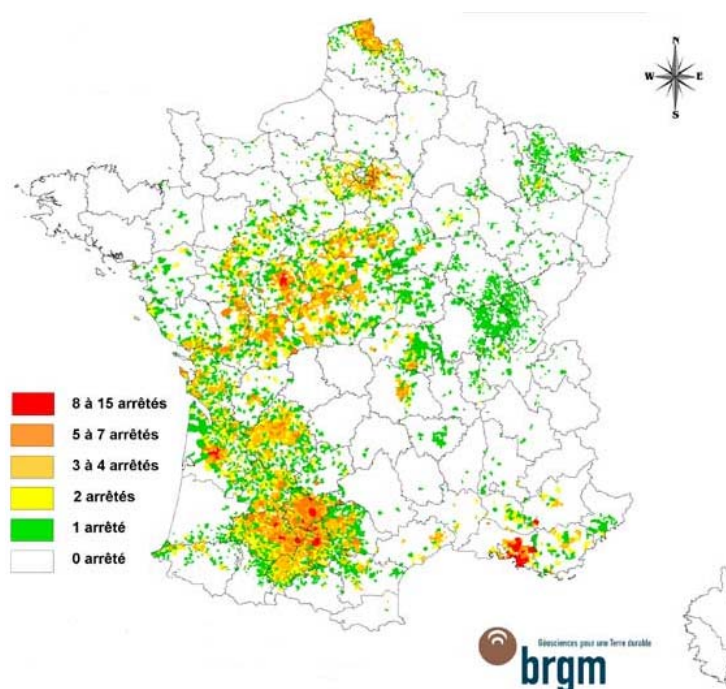 N
W E
S
8 à 15 arrêtés
5 à 7 arrêtés
3 à 4 arrêtés
2 arrêtés
1 arrêté
0 arrêté
Géosciences pour une Terre durable
brgm